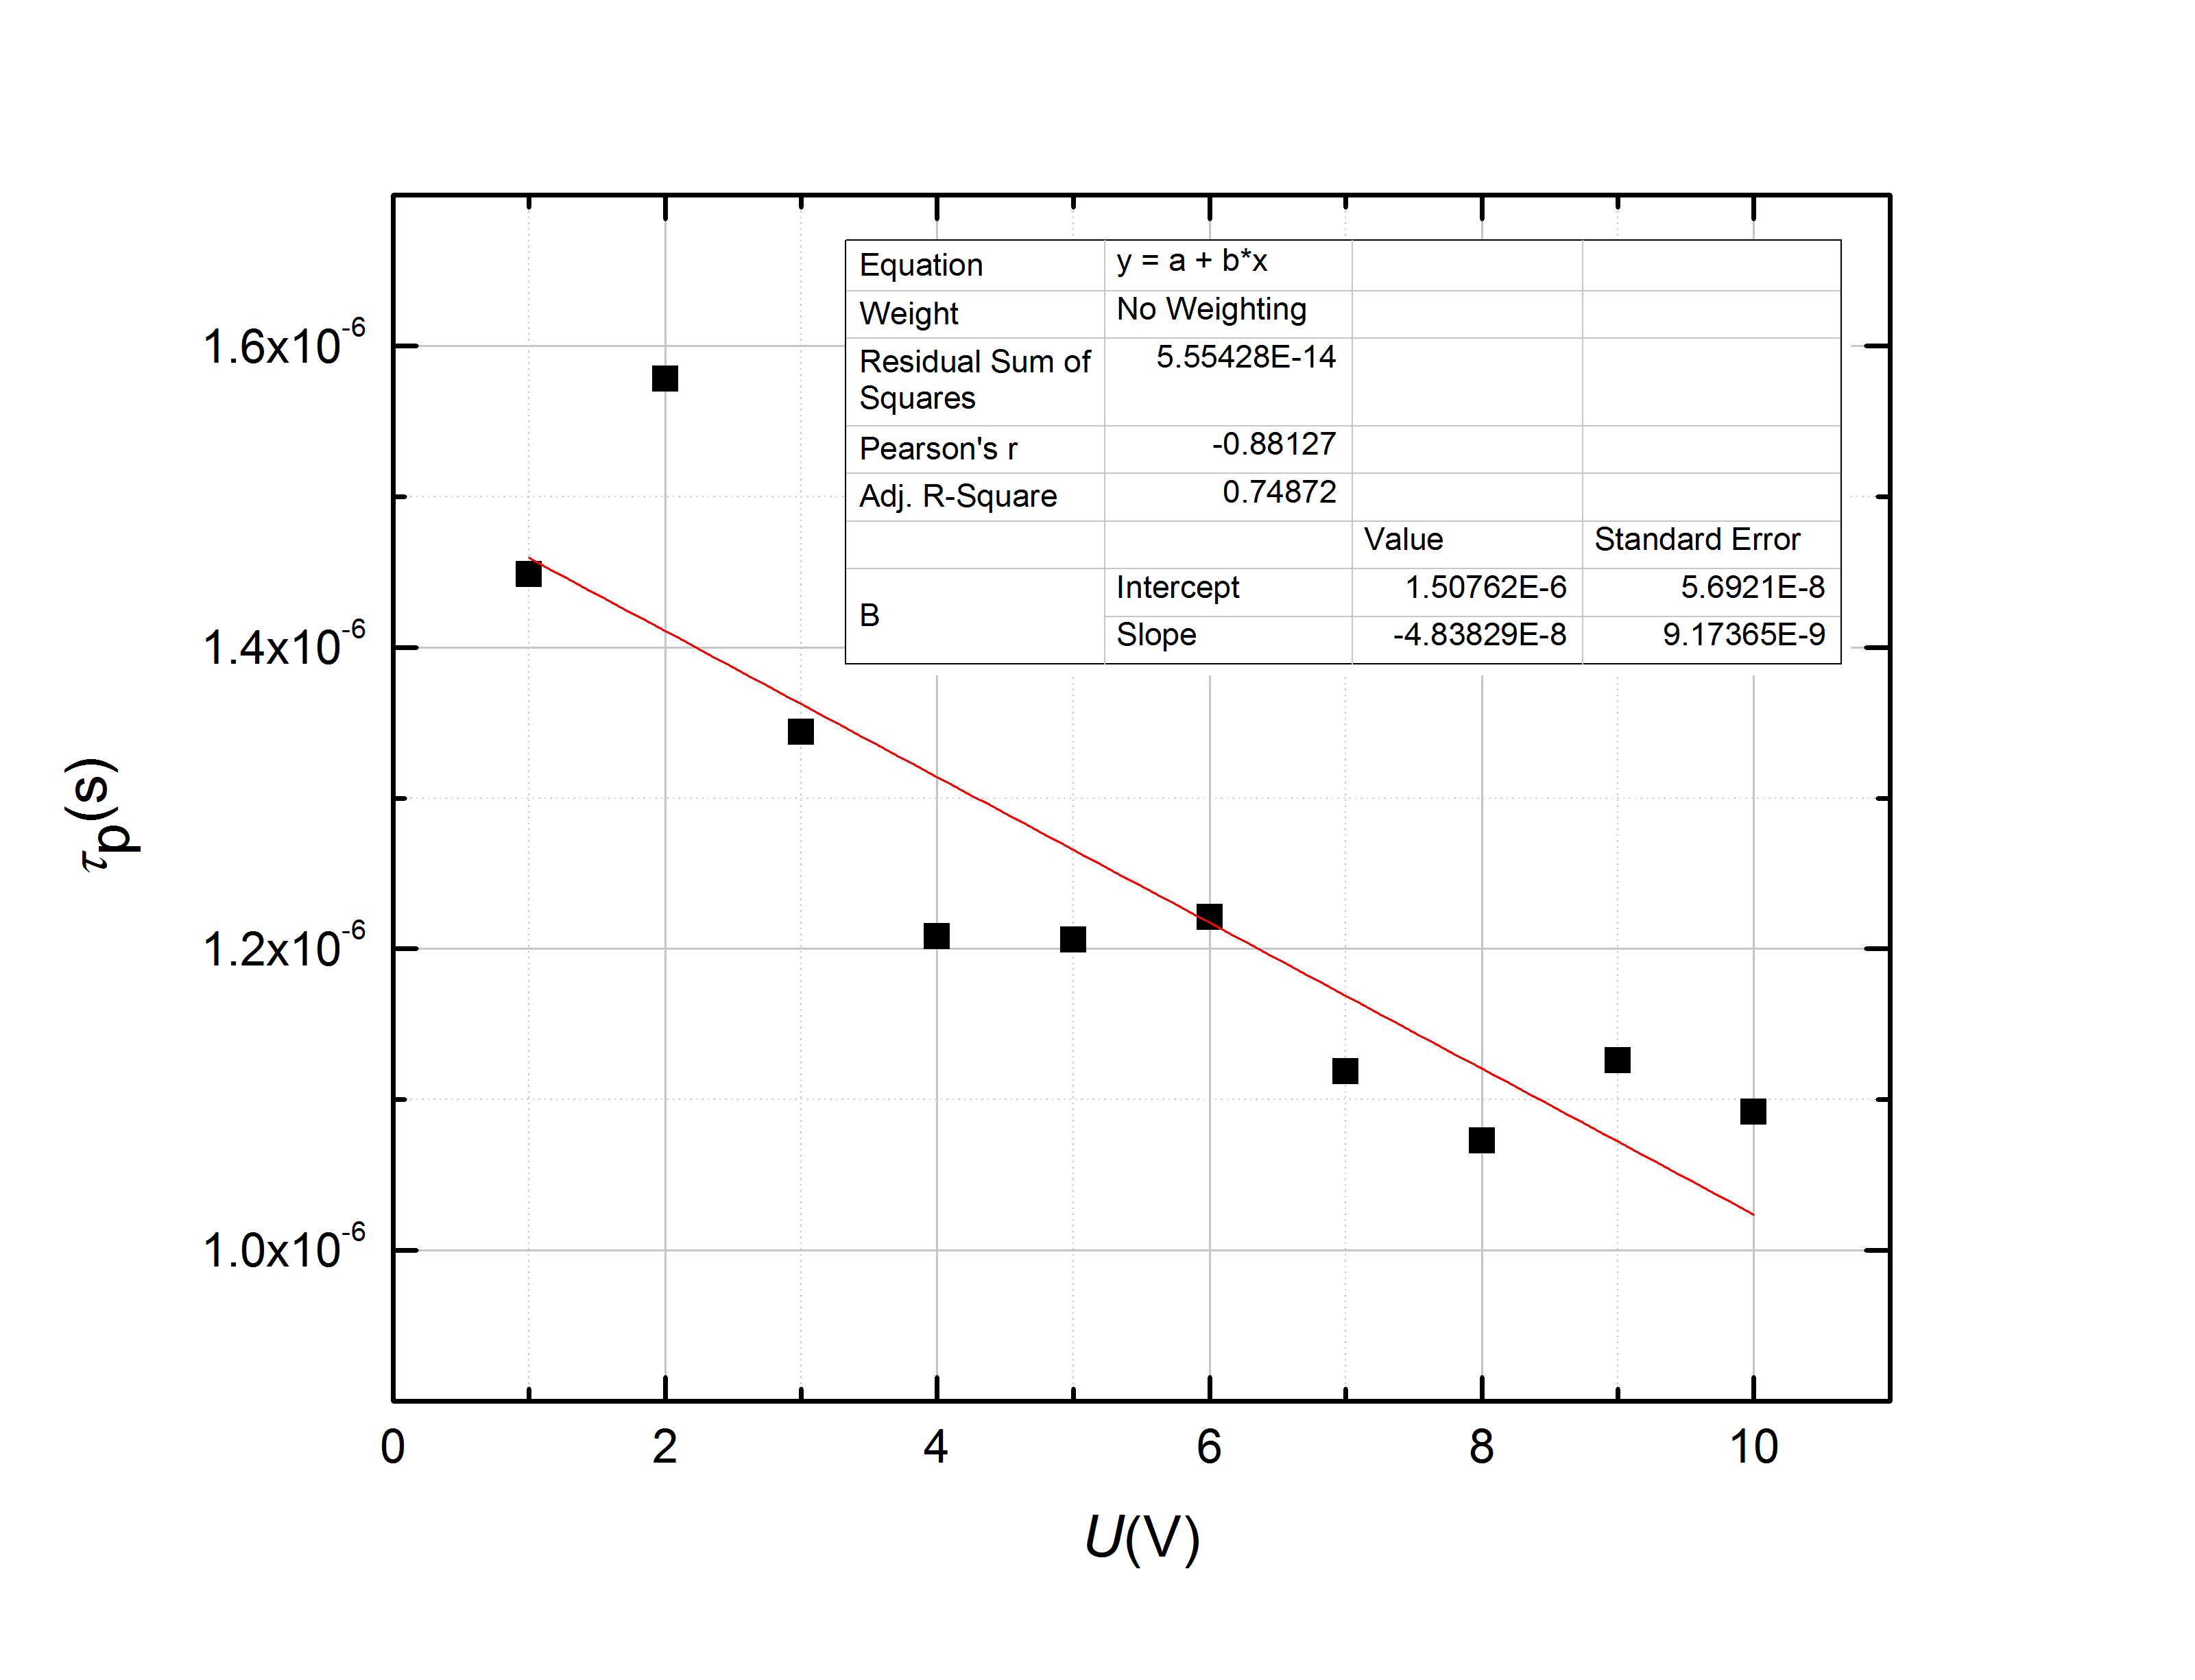 Equation y = a + b*x
Weight No Weighting
Residual Sum of Squares 5.55428E-14
Pearson's r -0.88127
Adj. R-Square 0.74872
Value Standard Error
B Intercept 1.50762E-6 5.6921E-8
Slope -4.83829E-8 9.17365E-9
1.6x10^-6
1.4x10^-6
1.2x10^-6
1.0x10^-6
τp(s)
0 2 4 6 8 10
U(V)